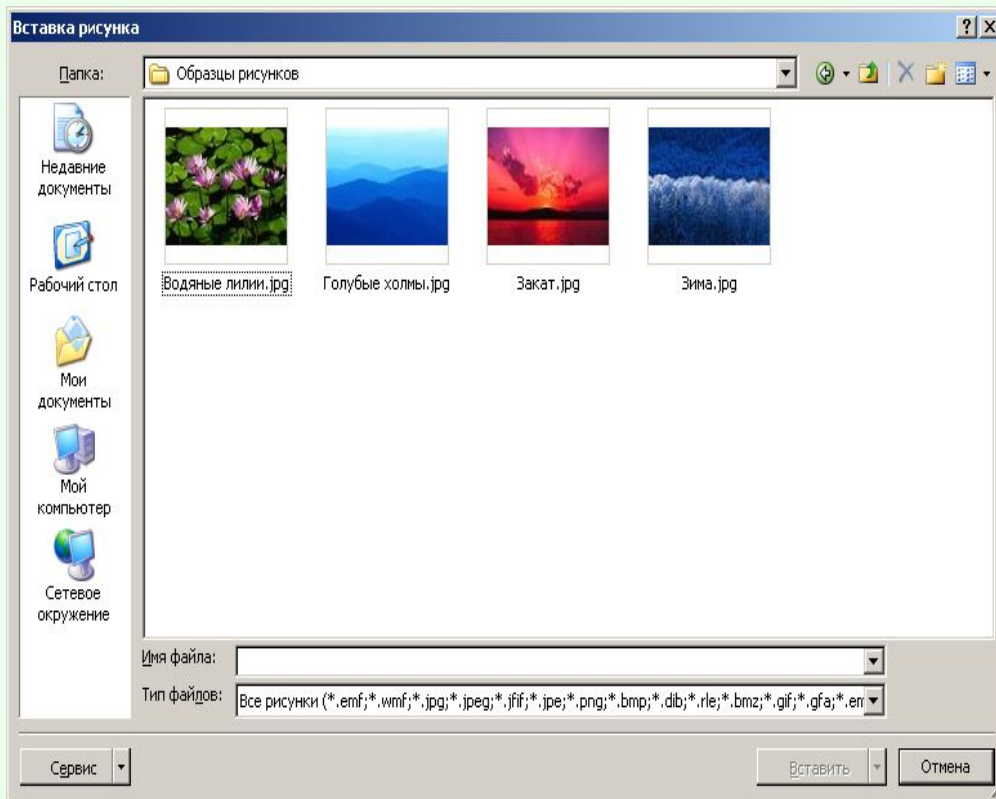 Вставка рисунка
Папка:
Образцы рисунков
Недавние
документы
Рабочий стол
Мои
документы
Мой
компьютер
Сетевое
окружение
Водяные лилии.jpg
Голубые холмы.jpg
Закат.jpg
Зима.jpg
Имя файла:
Тип файлов:
Все рисунки (*.emf;*.wmf;*.jpg;*.jpeg;*.jfif;*.jpe;*.png;*.bmp;*.dib;*.rle;*.bmz;*.gif;*.gfa;*.em
Сервис
Вставить
Отмена